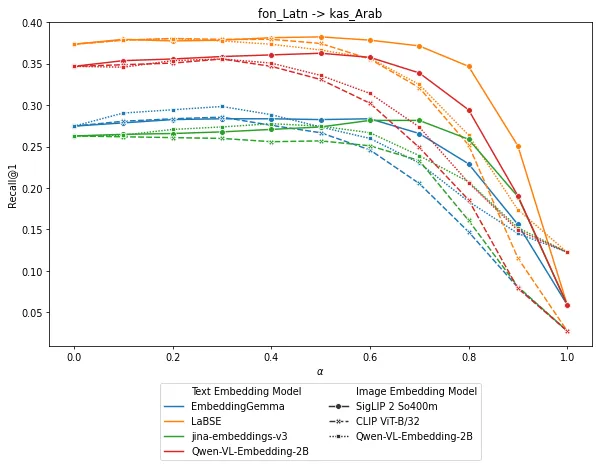 fon_Latn -> kas_Arab
0.40
0.35
0.30
0.25
0.20
0.15
0.10
0.05
Recall@1
0.0 0.2 0.4 0.6 0.8 1.0
α
Text Embedding Model Image Embedding Model
EmbeddingGemma SigLIP 2 So400m
LaBSE CLIP ViT-B/32
jina-embeddings-v3 Qwen-VL-Embedding-2B
Qwen-VL-Embedding-2B